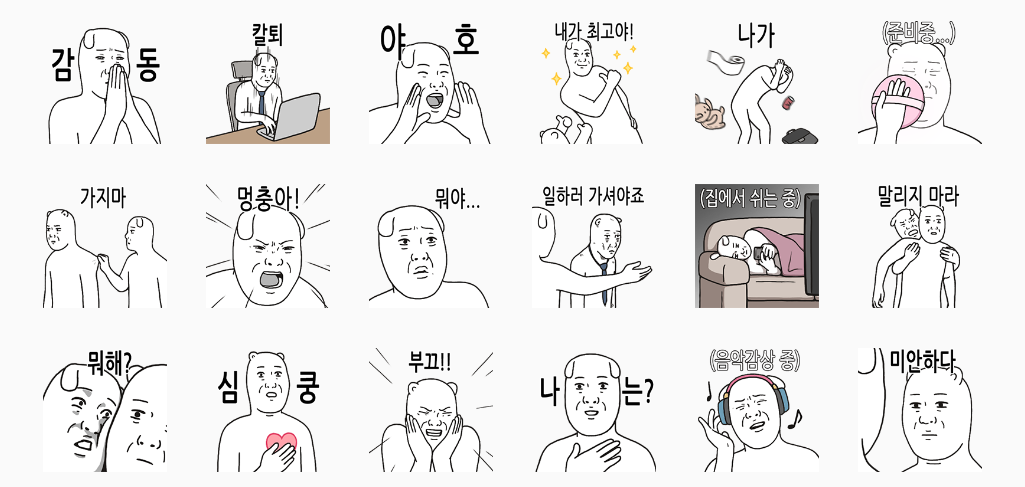 감 동
칼퇴
야 호
내가 최고야!
나가
(준비중...)
가지마
멍충아!
뭐야...
일하러 가셔야죠
(집에서 쉬는 중)
말리지 마라
뭐해?
심 쿵
부끄!!
나 는?
(음악감상 중)
미안하다